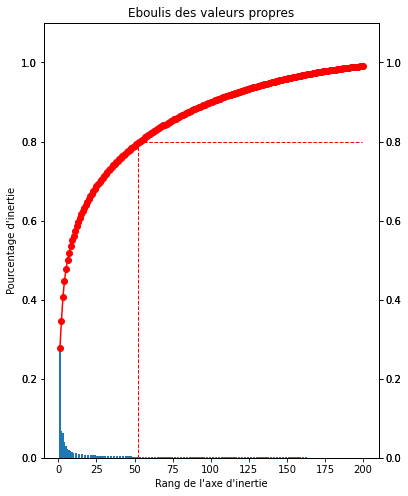 Eboulis des valeurs propres
1.0 1.0
0.8 0.8
0.6 0.6
0.4 0.4
0.2 0.2
0.0 0.0
Pourcentage d'inertie
0 25 50 75 100 125 150 175 200
Rang de l'axe d'inertie